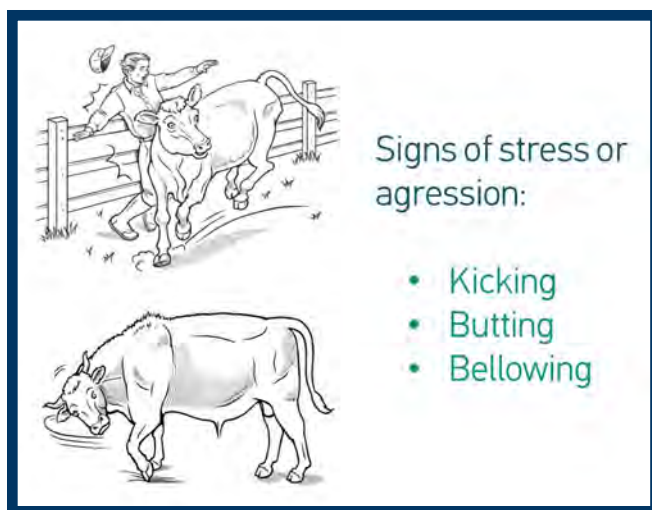 Signs of stress or
agression:
• Kicking
• Butting
• Bellowing